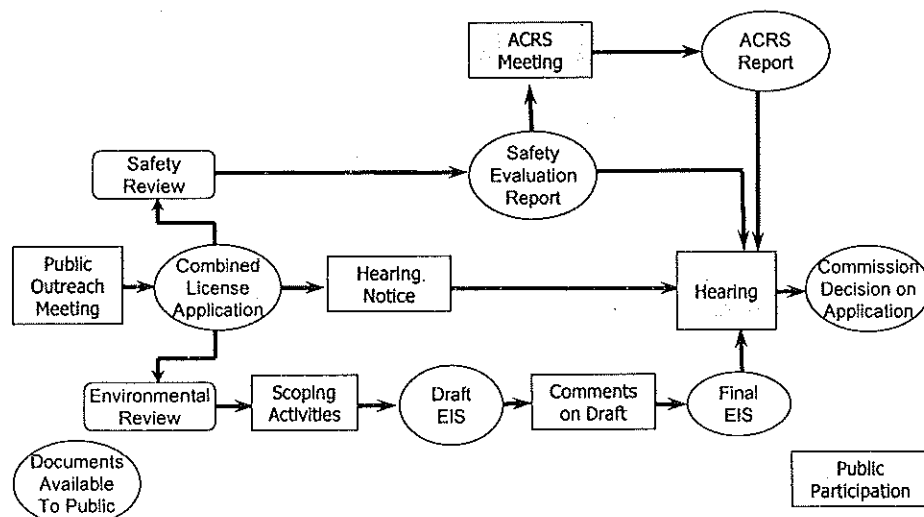 ACRS
Meeting
ACRS
Report
Safety
Review
Safety
Evaluation
Report
Public
Outreach
Meeting
Combined
License
Application
Hearing
Notice
Hearing
Commission
Decision on
Application
Environmental
Review
Scoping
Activities
Draft
EIS
Comments
on Draft
Final
EIS
Documents
Available
To Public
Public
Participation